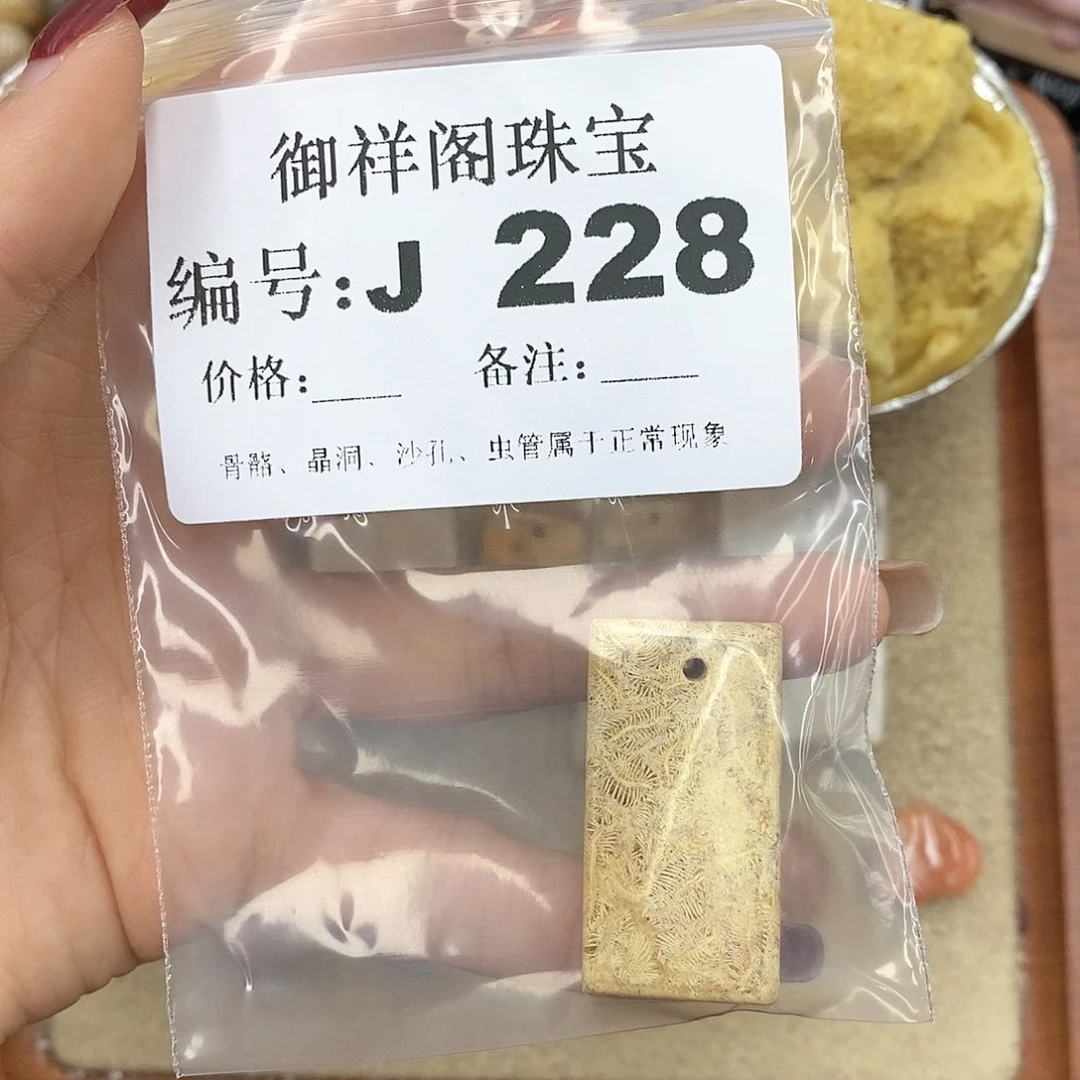 御祥阁珠宝
编号:J 228
价格:____ 备注:____
骨骼、晶洞、沙孔、虫管属于正常现象